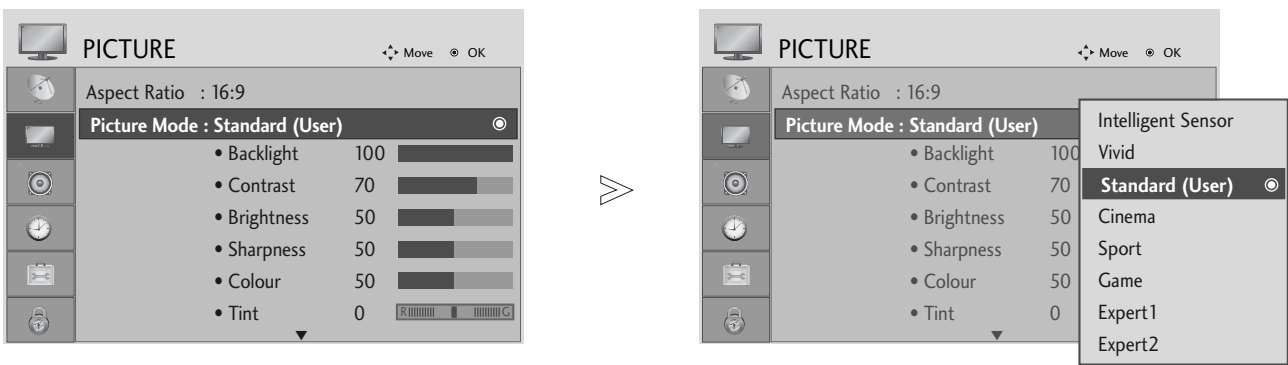 PICTURE Move OK
Aspect Ratio : 16:9
Picture Mode : Standard (User)
• Backlight 100
• Contrast 70
• Brightness 50
• Sharpness 50
• Colour 50
• Tint 0 R G
PICTURE Move OK
Aspect Ratio : 16:9
Picture Mode : Standard (User)
• Backlight 100
• Contrast 70
• Brightness 50
• Sharpness 50
• Colour 50
• Tint 0
Intelligent Sensor
Vivid
Standard (User)
Cinema
Sport
Game
Expert1
Expert2